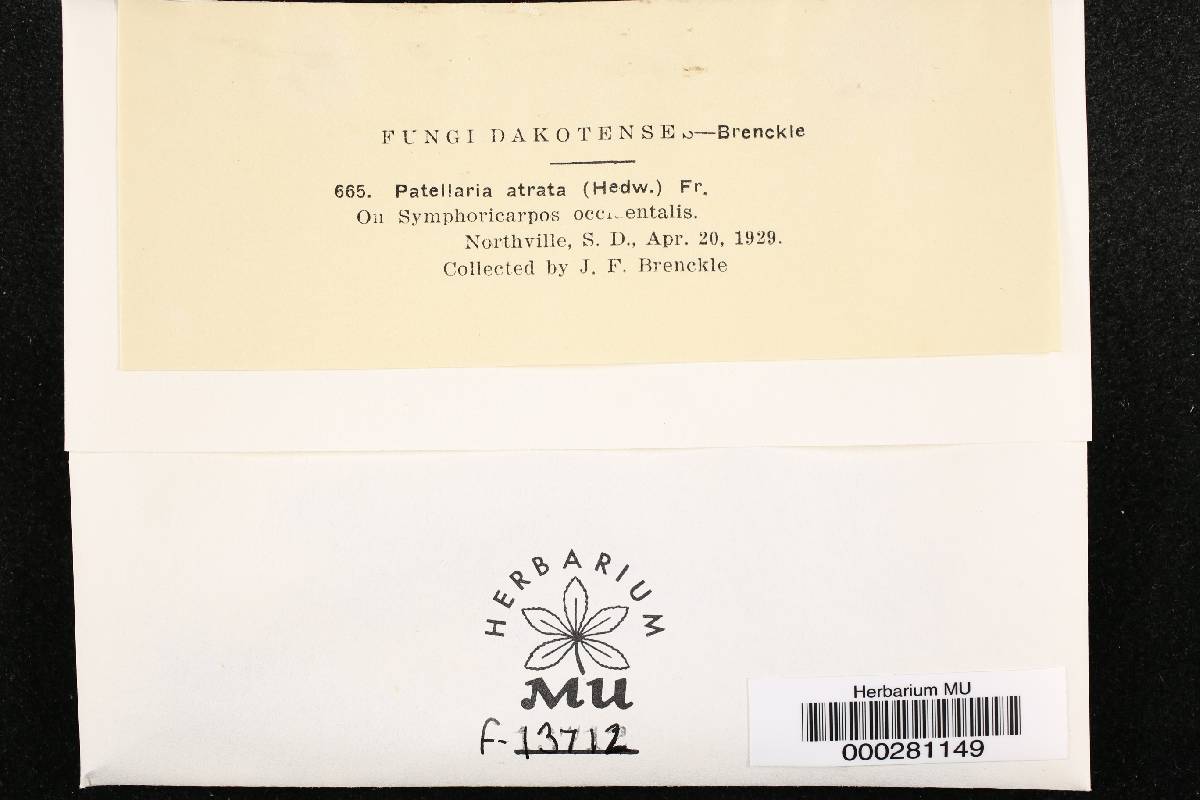 FUNGI DAKOTENSES—Brenckle
665. Patellaria atrata (Hedw.) Fr.
On Symphoricarpos occidentalis.
Northville, S. D., Apr. 20, 1929.
Collected by J. F. Brenckle
HERBARIUM
MU
F-13712
Herbarium MU
000281149